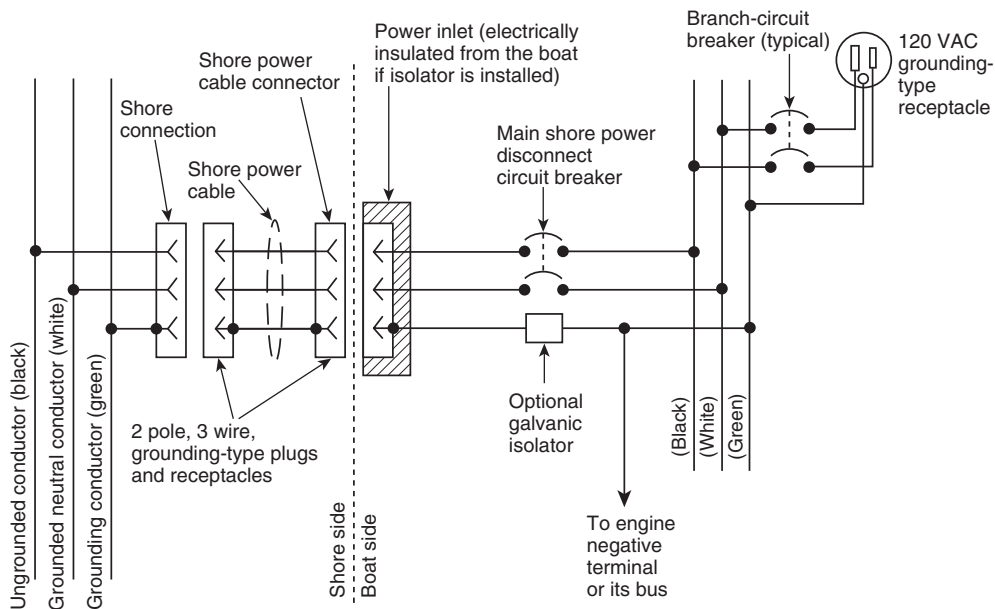 Branch-circuit
breaker (typical)
120 VAC
grounding-
type
receptacle
Power inlet (electrically
insulated from the boat
if isolator is installed)
Shore power
cable connector
Shore
connection
Shore power
cable
Main shore power
disconnect
circuit breaker
Ungrounded conductor (black)
Grounded neutral conductor (white)
Grounding conductor (green)
2 pole, 3 wire,
grounding-type plugs
and receptacles
Shore side
Boat side
Optional
galvanic
isolator
(Black)
(White)
(Green)
To engine
negative
terminal
or its bus